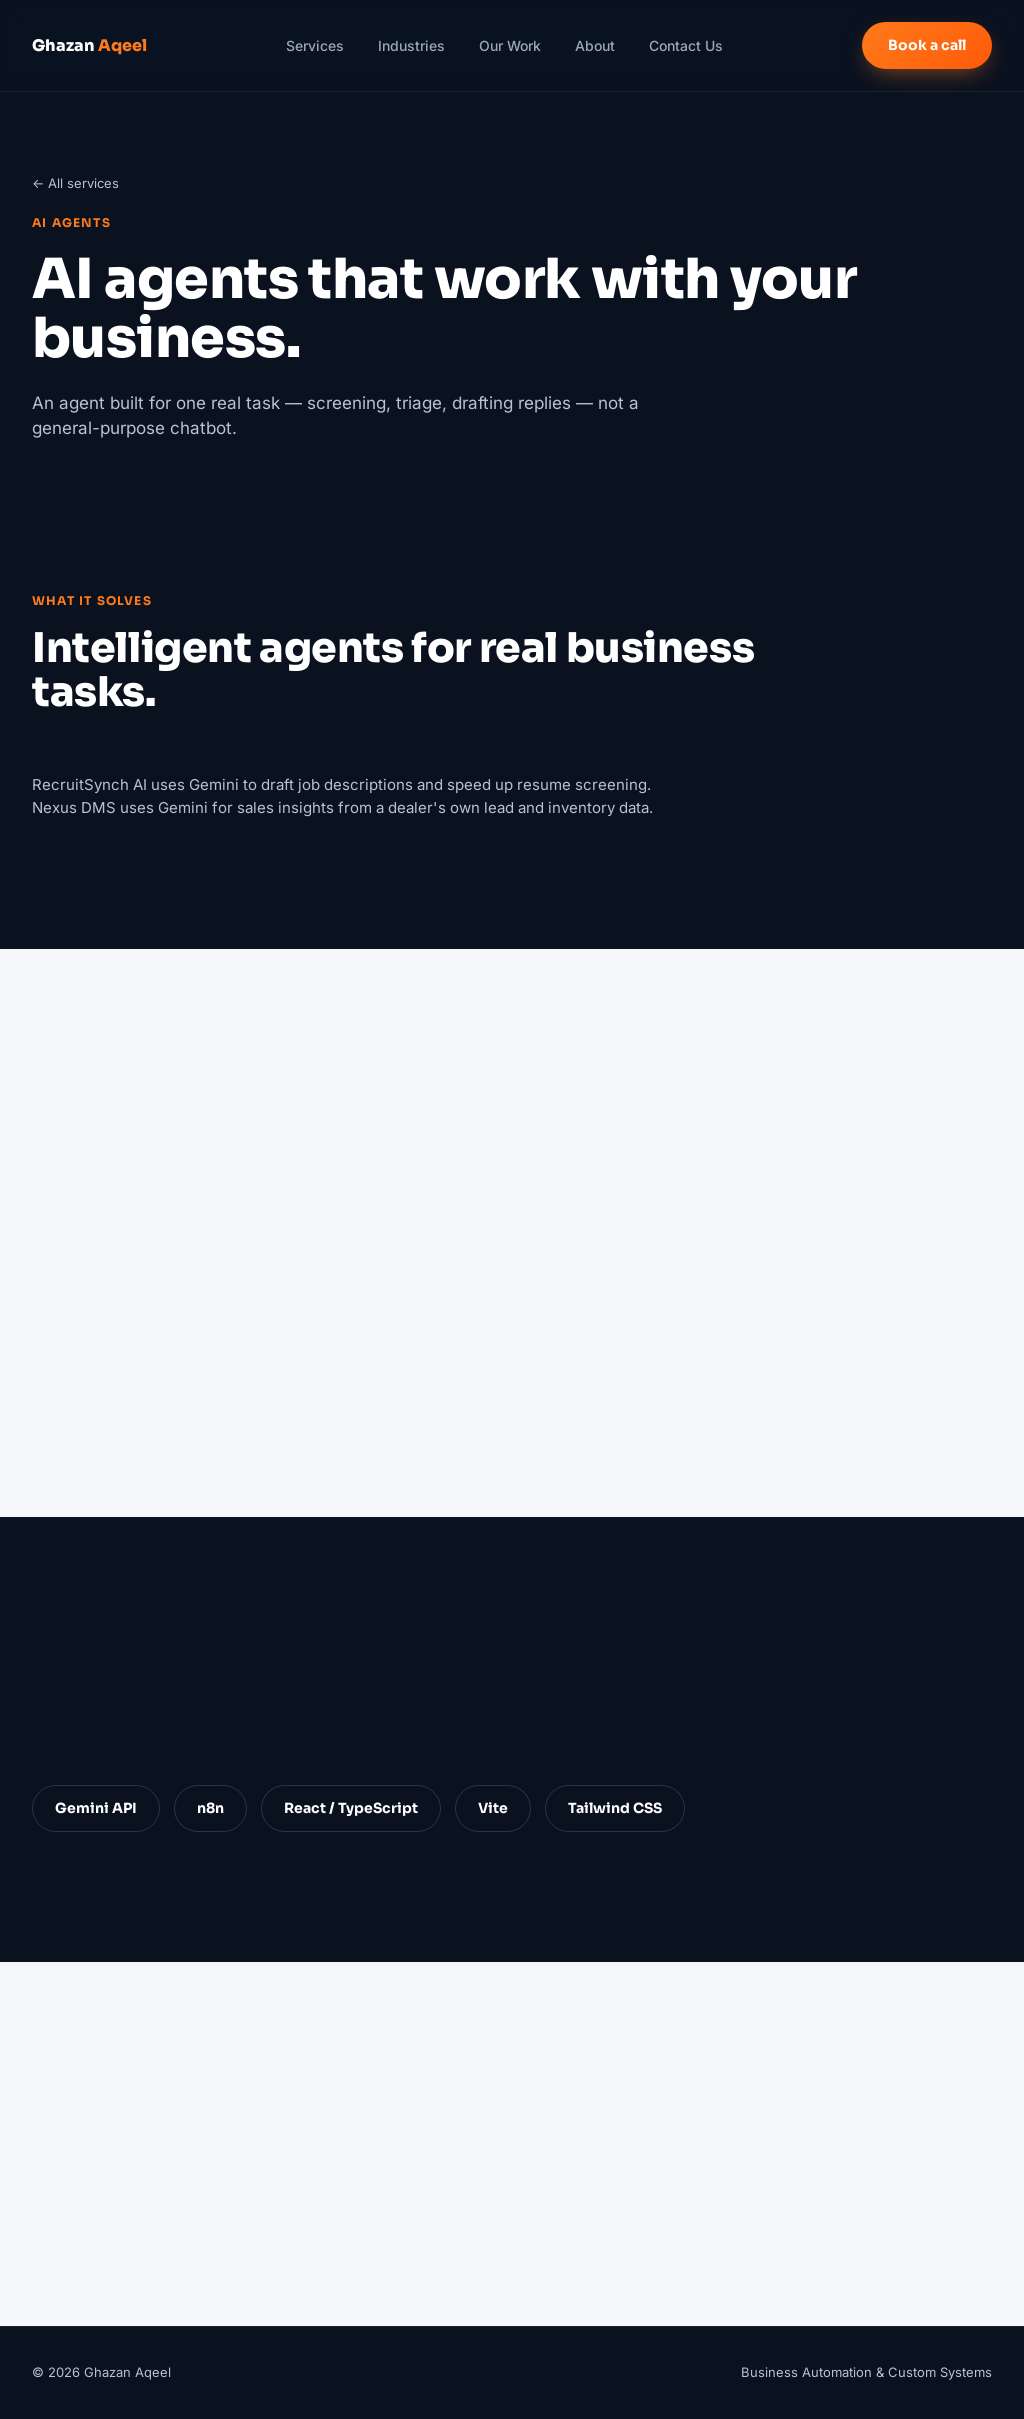 Ghazan Aqeel
Services Industries Our Work About Contact Us
Book a call
← All services
AI AGENTS
AI agents that work with your
business.
An agent built for one real task — screening, triage, drafting replies — not a
general-purpose chatbot.
WHAT IT SOLVES
Intelligent agents for real business
tasks.
RecruitSynch AI uses Gemini to draft job descriptions and speed up resume screening.
Nexus DMS uses Gemini for sales insights from a dealer's own lead and inventory data.
Gemini API n8n React / TypeScript Vite Tailwind CSS
© 2026 Ghazan Aqeel
Business Automation & Custom Systems